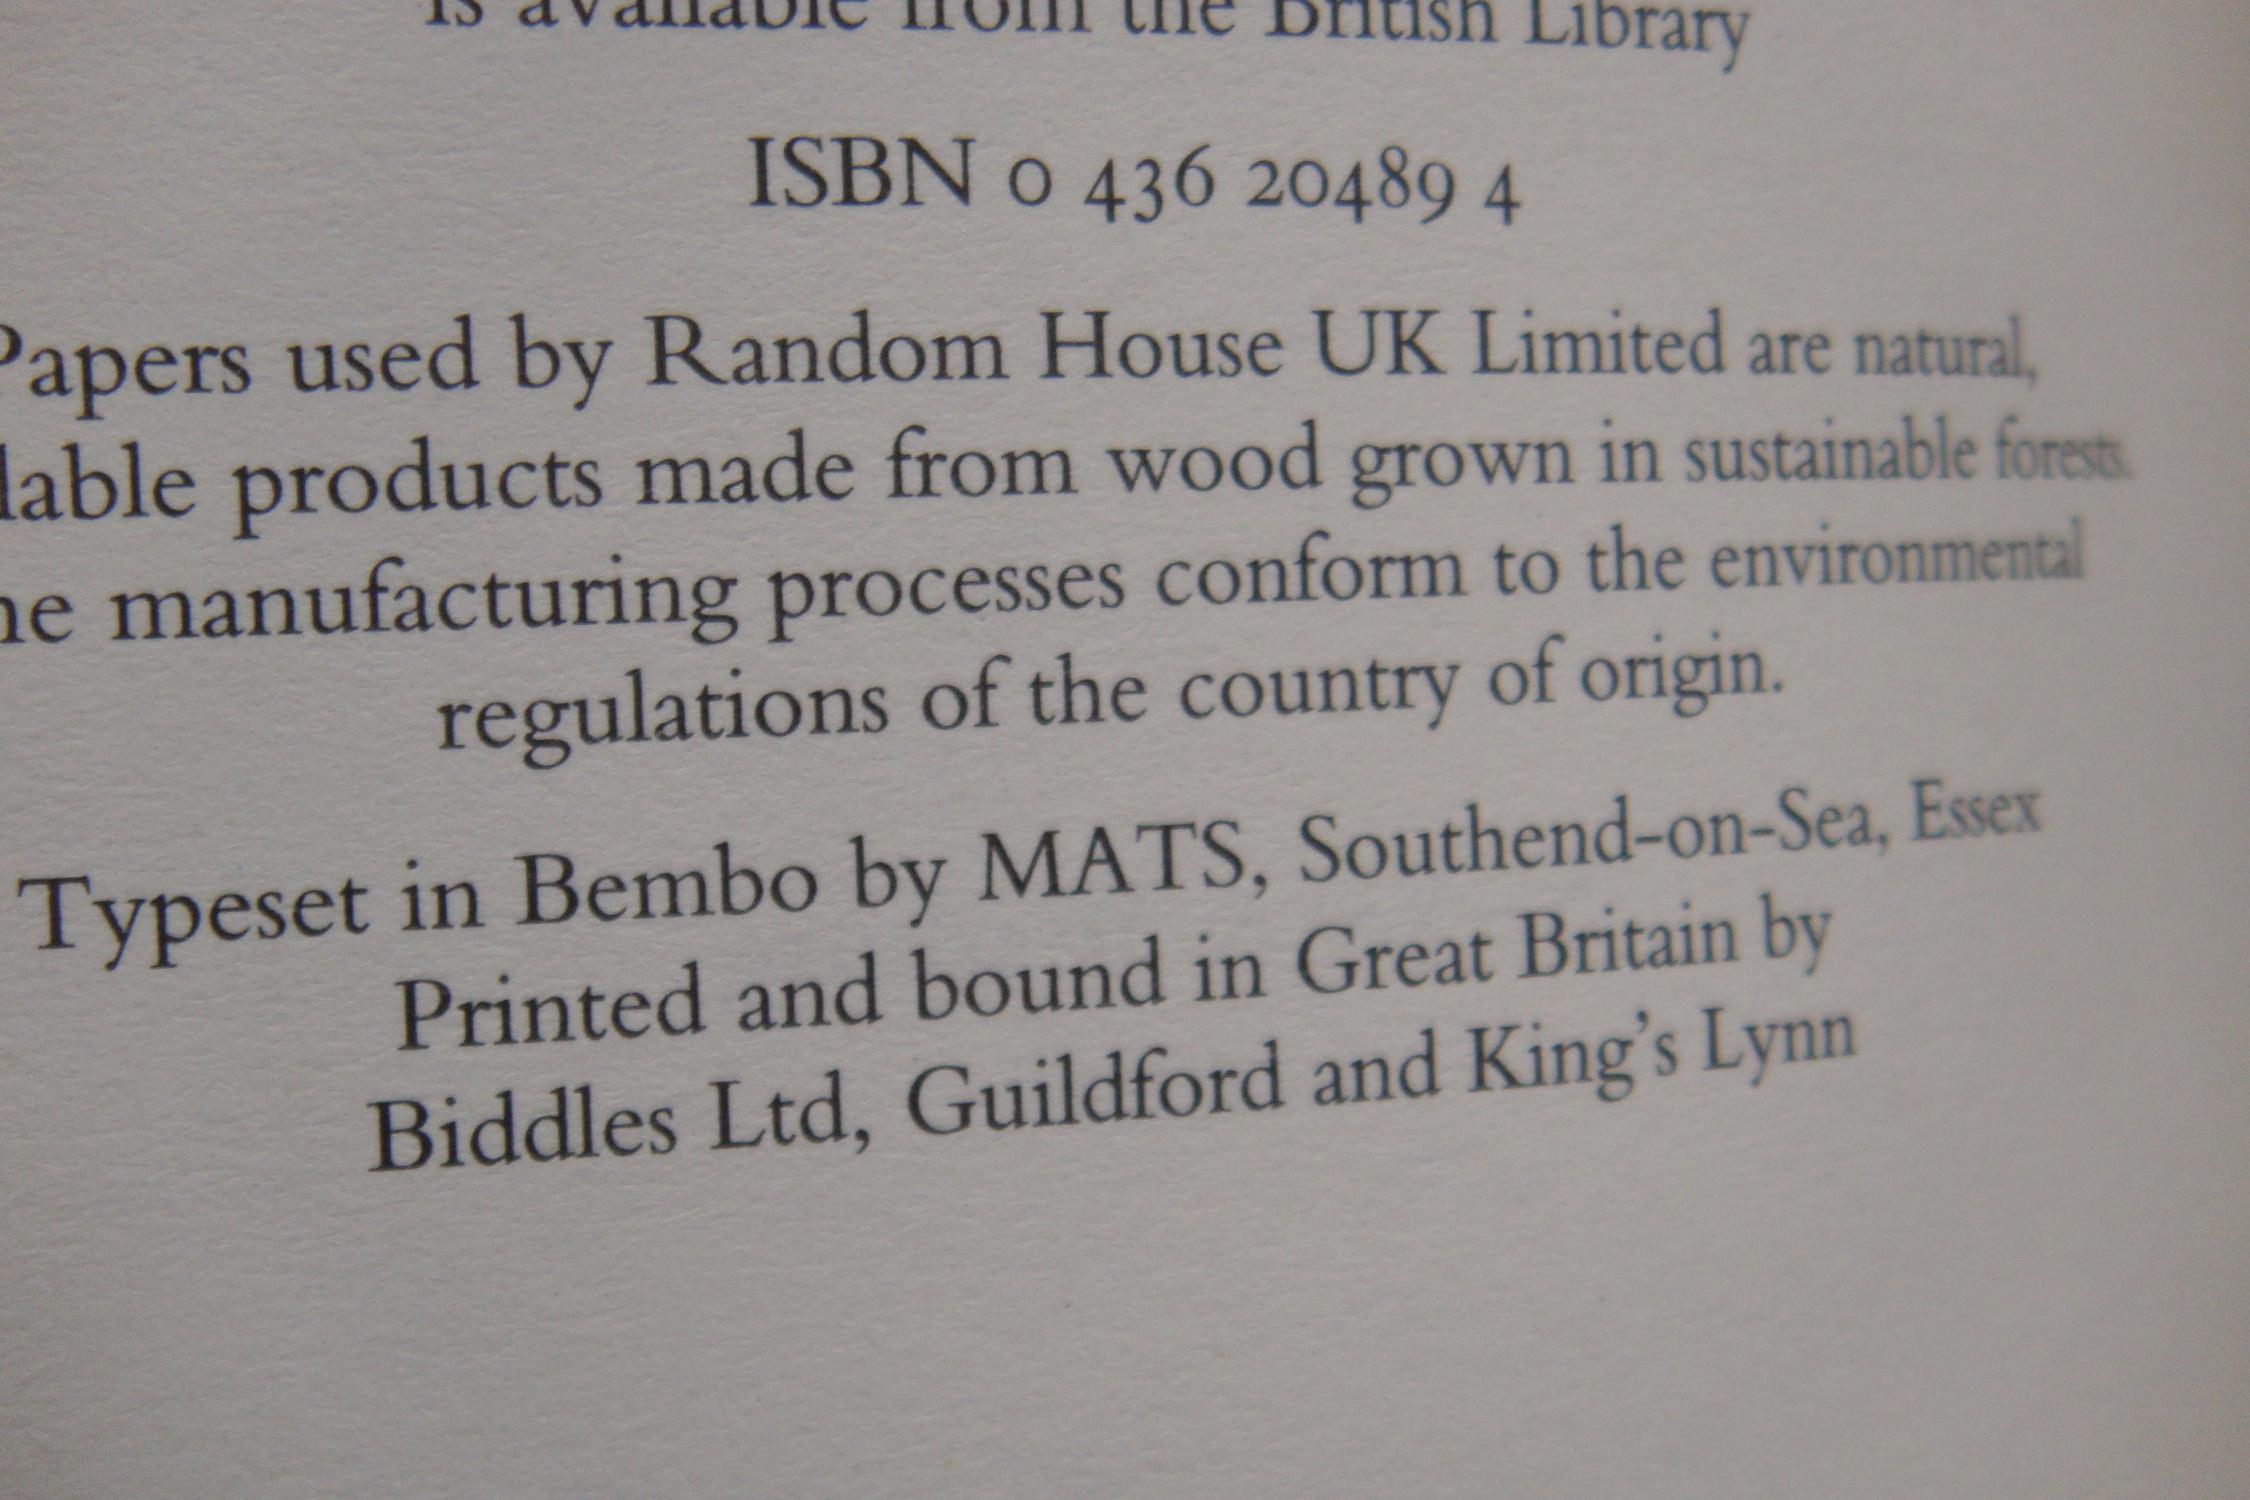 is available from the British Library
ISBN 0 436 20489 4
Papers used by Random House UK Limited are natural,
lable products made from wood grown in sustainable forests.
he manufacturing processes conform to the environmental
regulations of the country of origin.
Typeset in Bembo by MATS, Southend-on-Sea, Essex
Printed and bound in Great Britain by
Biddles Ltd, Guildford and King's Lynn